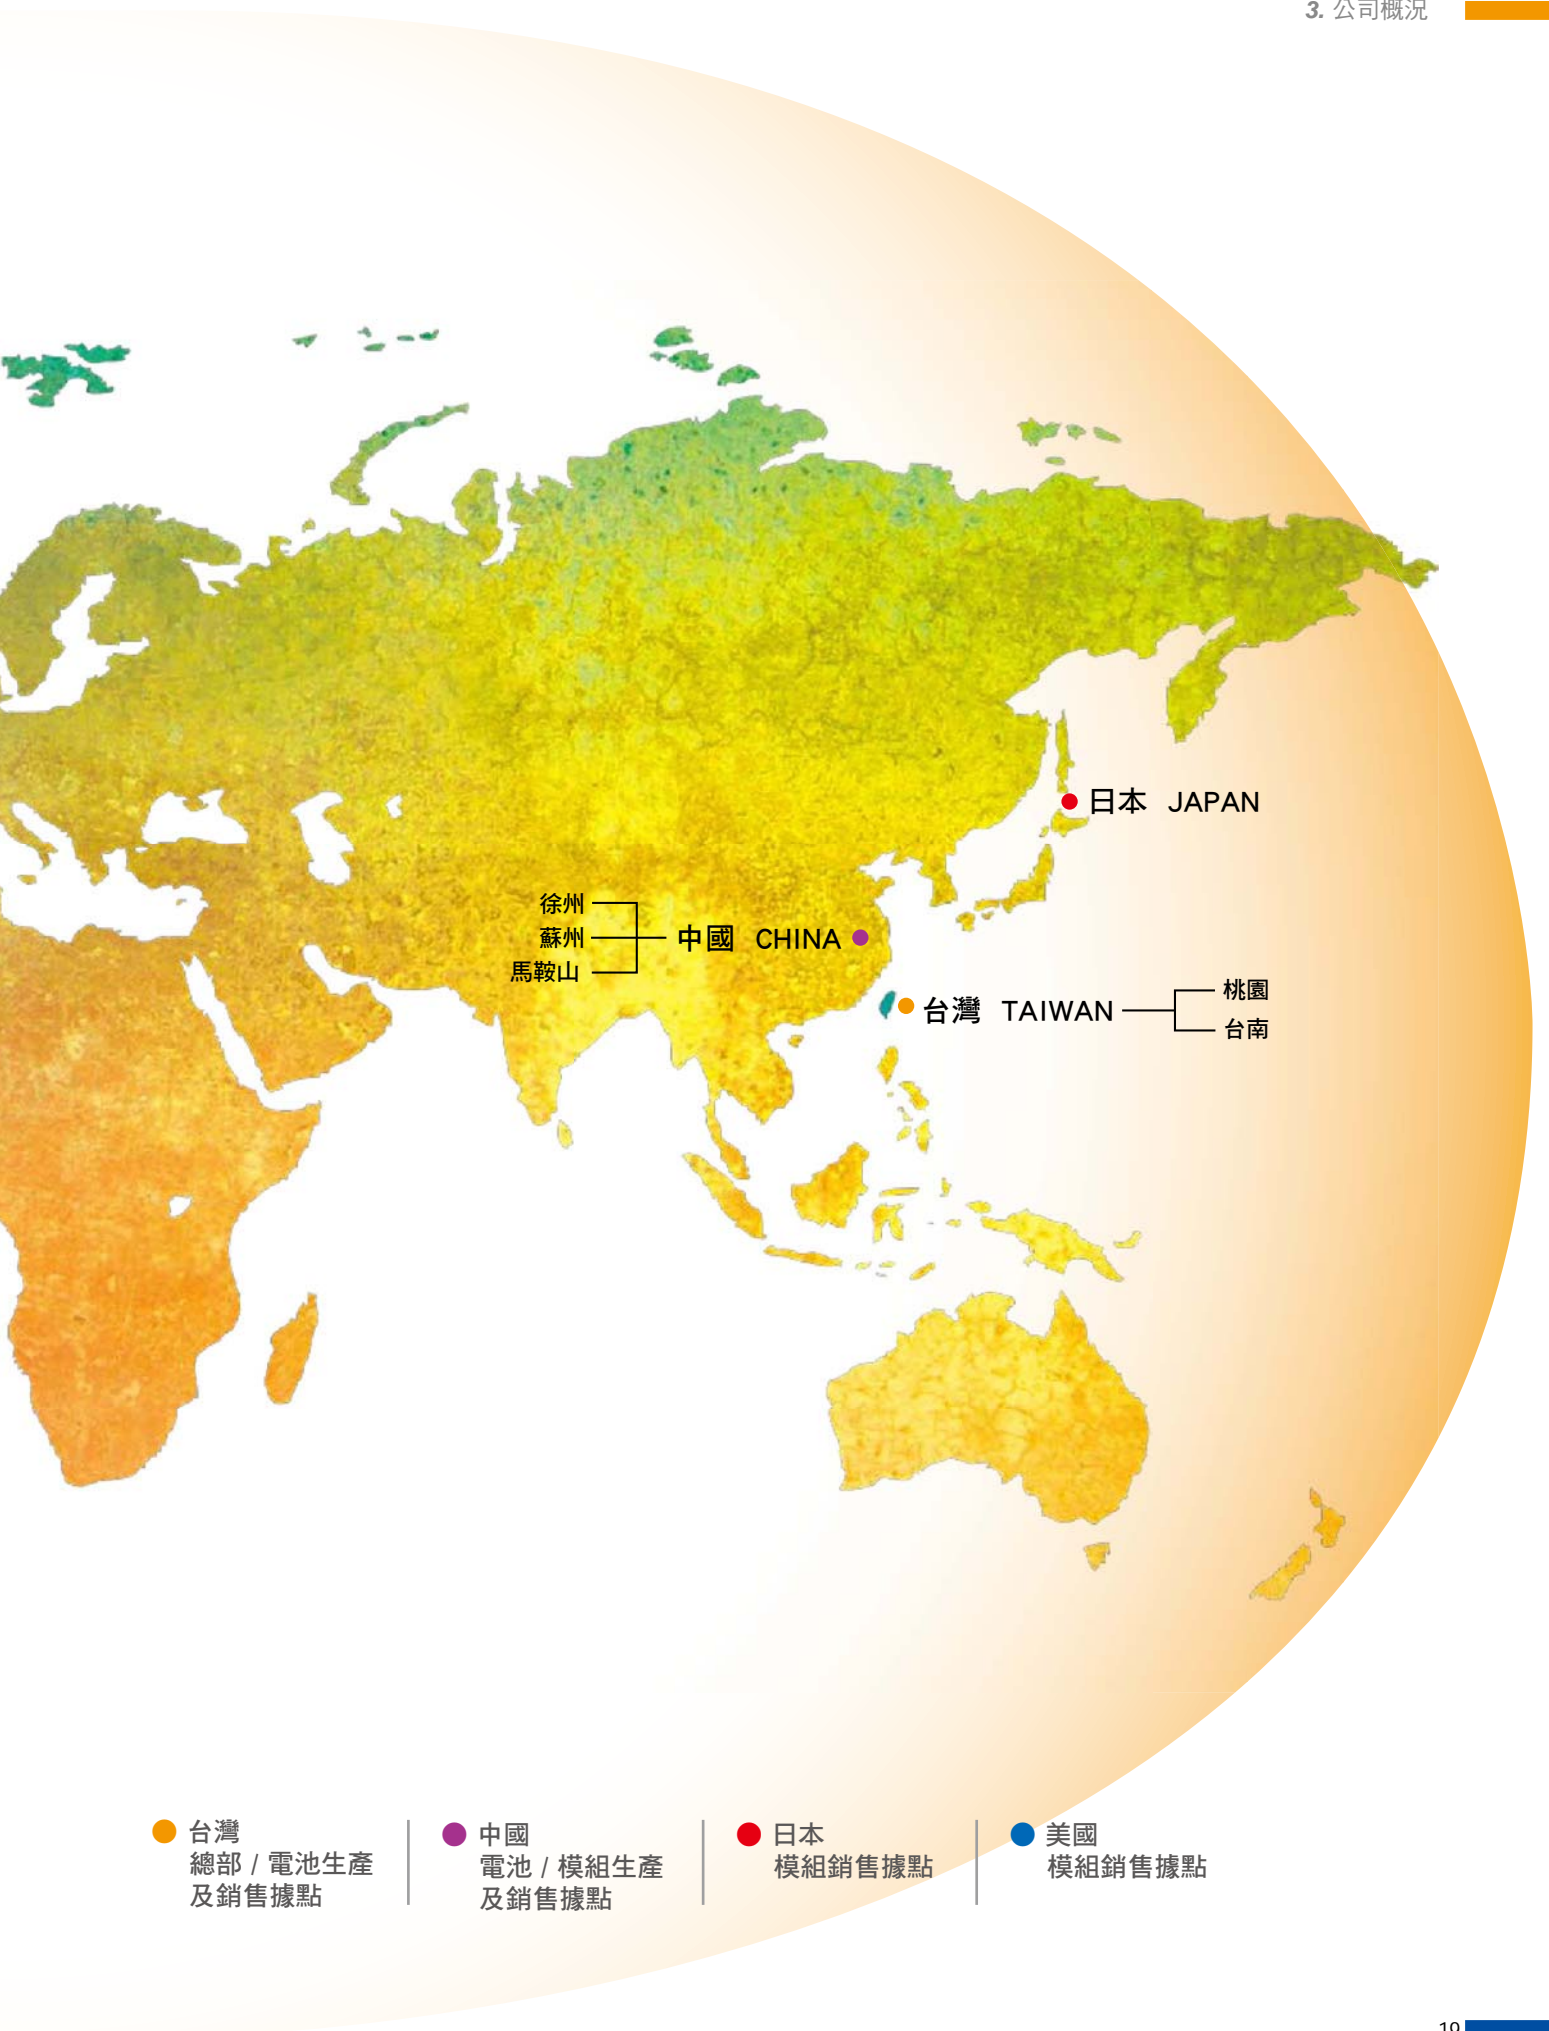 3. 公司概況
日本 JAPAN
徐州
蘇州
馬鞍山
中國 CHINA
台灣 TAIWAN
桃園
台南
台灣
總部 / 電池生產
及銷售據點
中國
電池 / 模組生產
及銷售據點
日本
模組銷售據點
美國
模組銷售據點
19